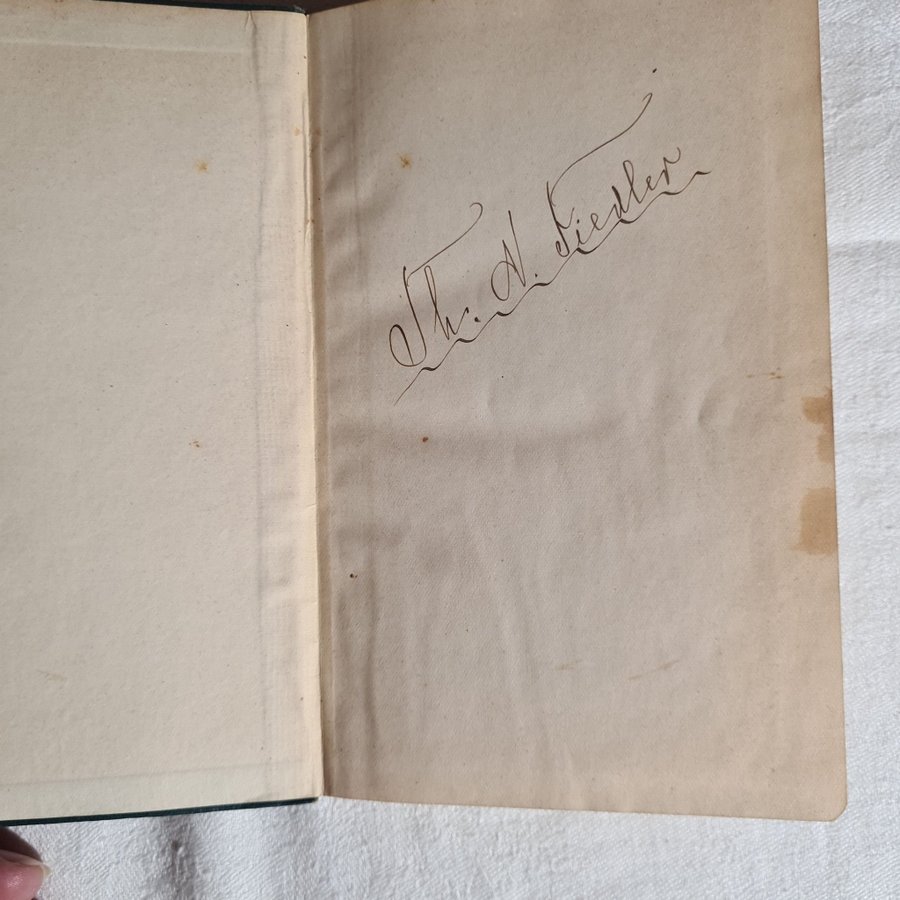 Th. N. Fiedler